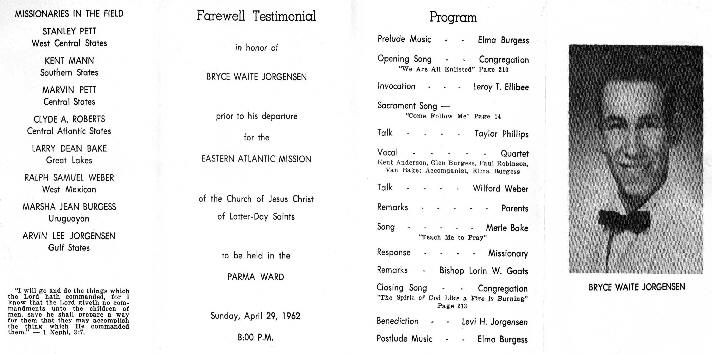 MISSIONARIES IN THE FIELD
STANLEY PETT
West Central States
KENT MANN
Southern States
MARVIN PETT
Central States
CLYDE A. ROBERTS
Central Atlantic States
LARRY DEAN BAKE
Great Lakes
RALPH SAMUEL WEBER
West Mexican
MARSHA JEAN BURGESS
Uruguayan
ARVIN LEE JORGENSEN
Gulf States
"I will go and do the things which
the Lord hath commanded, for I
know that the Lord giveth no com-
mandments unto the children of
men, save he shall prepare a way
for them that they may accomplish
the thing which He commanded
them." — 1 Nephi, 3:7.
Farewell Testimonial
in honor of
BRYCE WAITE JORGENSEN
prior to his departure
for the
EASTERN ATLANTIC MISSION
of the Church of Jesus Christ
of Latter-Day Saints
to be held in the
PARMA WARD
Sunday, April 29, 1962
8:00 P.M.
Program
Prelude Music - - Elma Burgess
Opening Song - - Congregation
"We Are All Enlisted" Page
Invocation - - - Leroy T. Ellibee
Sacrament Song —
"Come Follow Me" Page 14
Talk - - - - Taylor Phillips
Vocal - - - - - Quartet
Kent Anderson, Glen Burgess, Paul Robinson,
Van Bake; Accompanist, Elma Burgess
Talk - - - - Wilford Weber
Remarks - - - - Parents
Song - - - - Merle Bake
"Teach Me to Pray"
Response - - - - Missionary
Remarks - Bishop Lorin W. Gaats
Closing Song - - Congregation
"The Spirit of God Like a Fire is Burning"
Page 213
Benediction - - Levi H. Jorgensen
Postlude Music - - Elma Burgess
BRYCE WAITE JORGENSEN